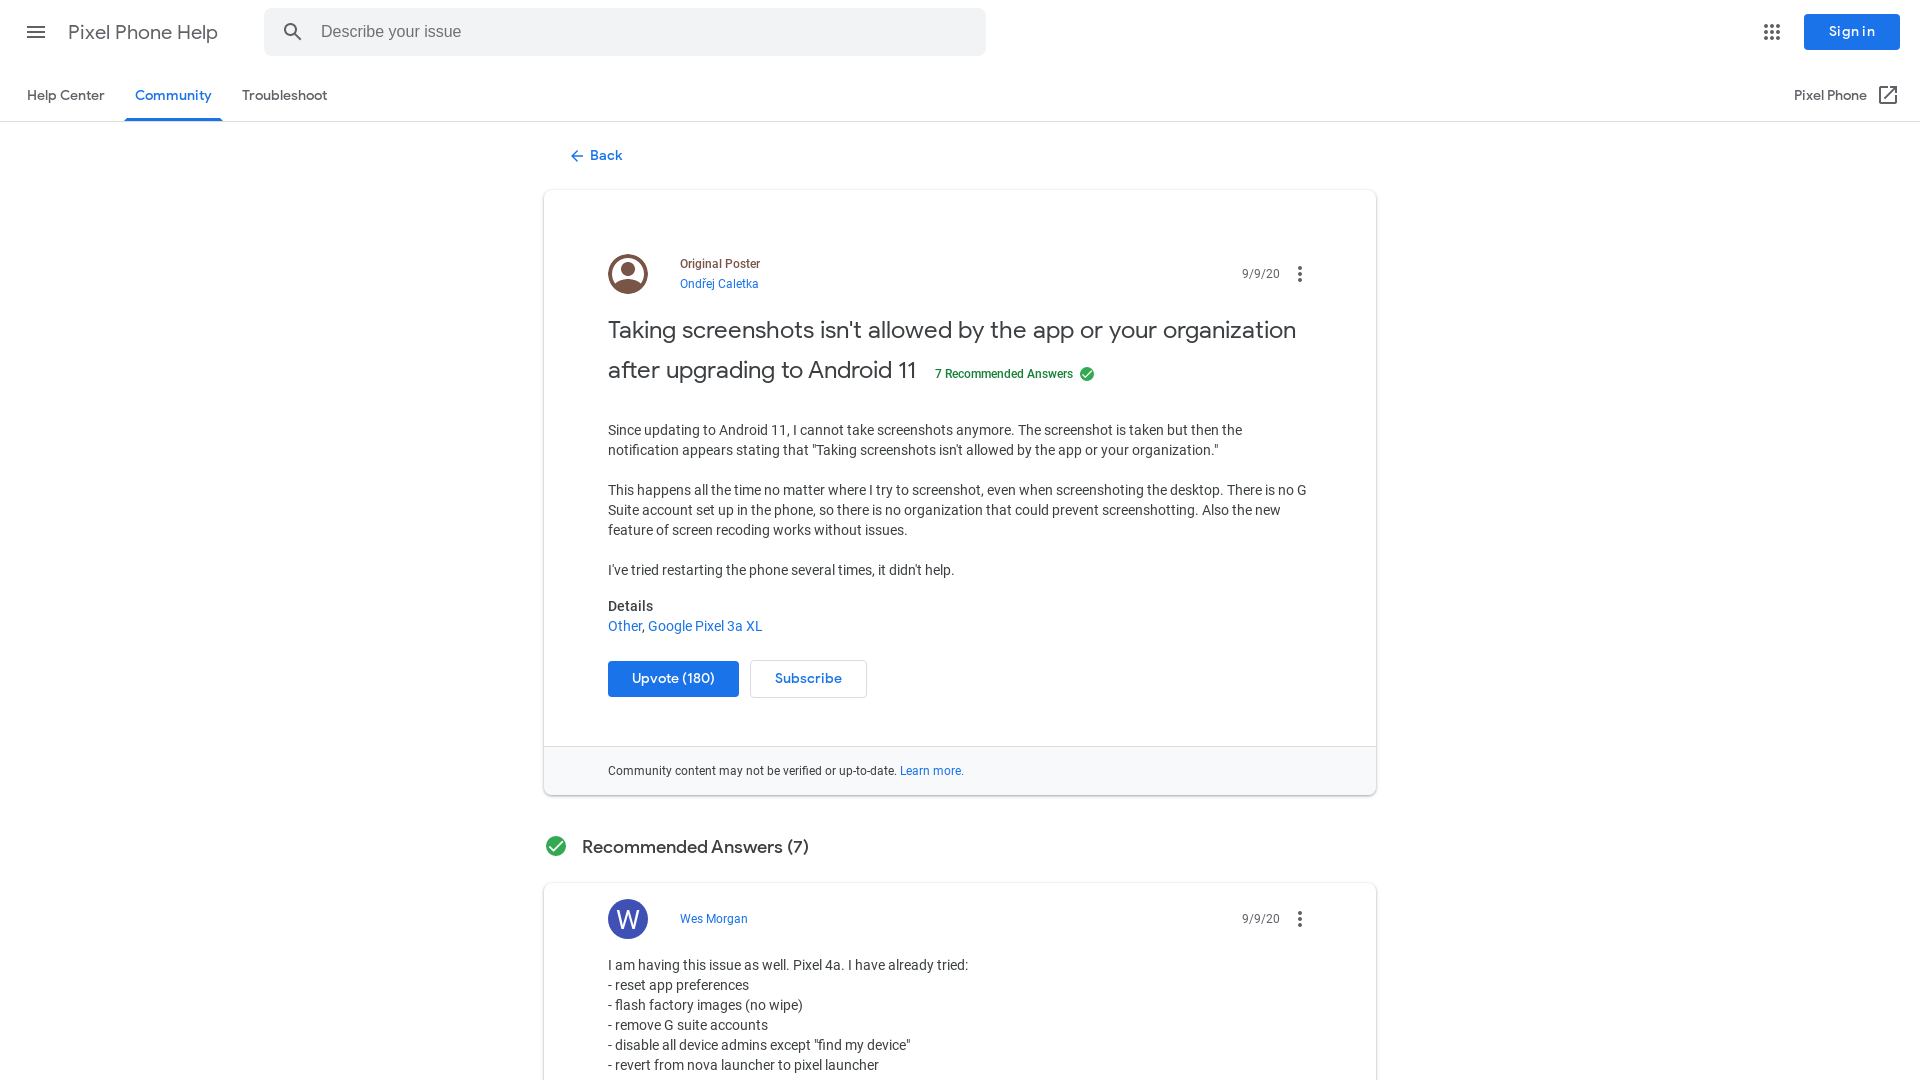 Pixel Phone Help
Describe your issue
Sign in
Help Center
Community
Troubleshoot
Pixel Phone
Back
Original Poster
Ondřej Caletka
9/9/20
Taking screenshots isn't allowed by the app or your organization
after upgrading to Android 11 7 Recommended Answers
Since updating to Android 11, I cannot take screenshots anymore. The screenshot is taken but then the
notification appears stating that "Taking screenshots isn't allowed by the app or your organization."
This happens all the time no matter where I try to screenshot, even when screenshoting the desktop. There is no G
Suite account set up in the phone, so there is no organization that could prevent screenshotting. Also the new
feature of screen recoding works without issues.
I've tried restarting the phone several times, it didn't help.
Details
Other, Google Pixel 3a XL
Upvote (180)
Subscribe
Community content may not be verified or up-to-date. Learn more.
Recommended Answers (7)
W
Wes Morgan
9/9/20
I am having this issue as well. Pixel 4a. I have already tried:
- reset app preferences
- flash factory images (no wipe)
- remove G suite accounts
- disable all device admins except "find my device"
- revert from nova launcher to pixel launcher